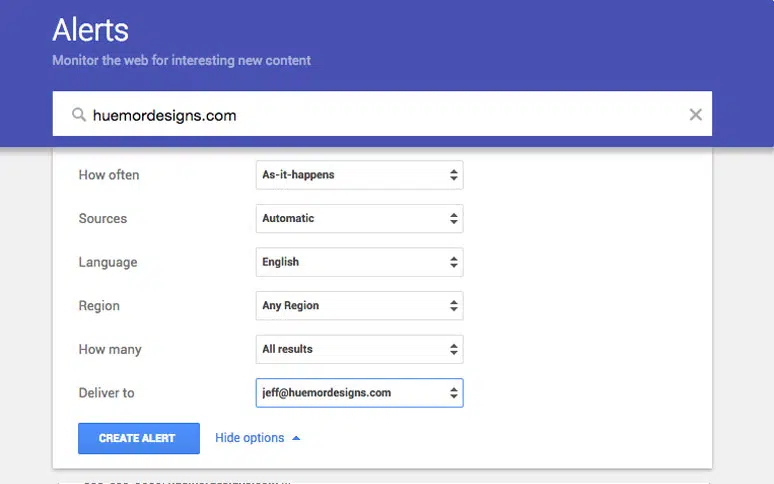 Alerts
Monitor the web for interesting new content
huemordesigns.com
How often As-it-happens
Sources Automatic
Language English
Region Any Region
How many All results
Deliver to jeff@huemordesigns.com
CREATE ALERT Hide options